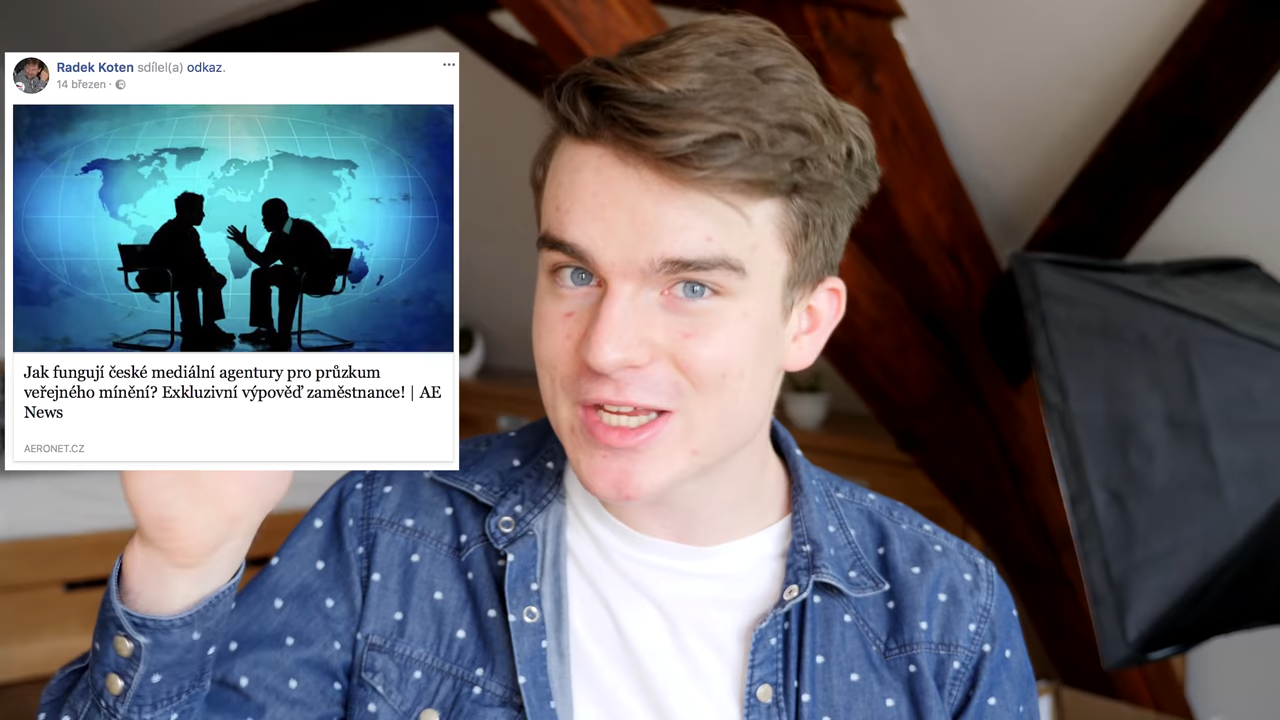 Radek Koten sdílel(a) odkaz.
14 březen ·
Jak fungují české mediální agentury pro průzkum
veřejného mínění? Exkluzivní výpověď zaměstnance! | AE
News
AERONET.CZ